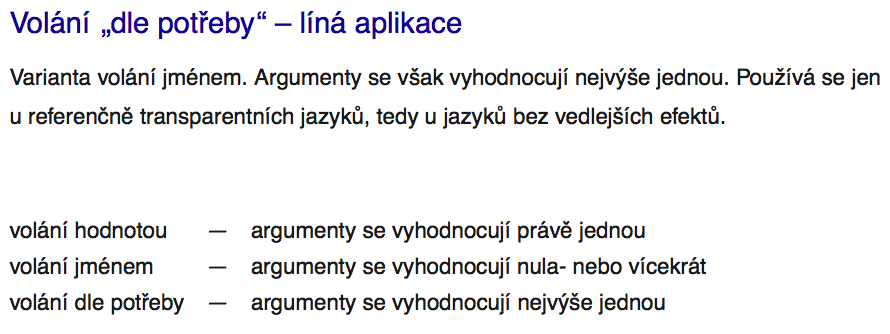 Volání „dle potřeby“ – líná aplikace
Varianta volání jménem. Argumenty se však vyhodnocují nejvýše jednou. Používá se jen
u referenčně transparentních jazyků, tedy u jazyků bez vedlejších efektů.
volání hodnotou — argumenty se vyhodnocují právě jednou
volání jménem — argumenty se vyhodnocují nula- nebo vícekrát
volání dle potřeby — argumenty se vyhodnocují nejvýše jednou